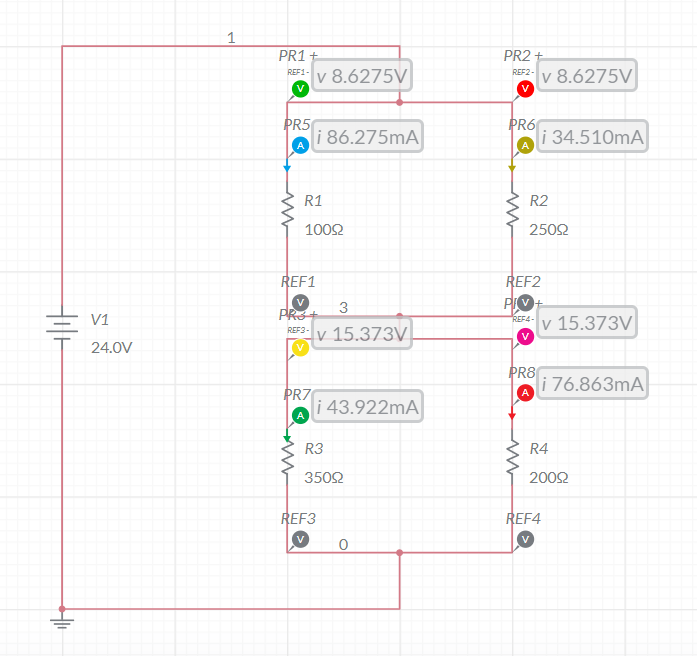 1
PR1 +
REF1 -
V
v 8.6275V
PR2 +
REF2 -
V
v 8.6275V
PR5
A
i 86.275mA
PR6
A
i 34.510mA
R1
100Ω
R2
250Ω
REF1
V
REF2
V
3
V1
24.0V
PR3 +
REF3 -
V
v 15.373V
REF4 -
V
v 15.373V
PR7
A
i 43.922mA
PR8
A
i 76.863mA
R3
350Ω
R4
200Ω
REF3
V
REF4
V
0